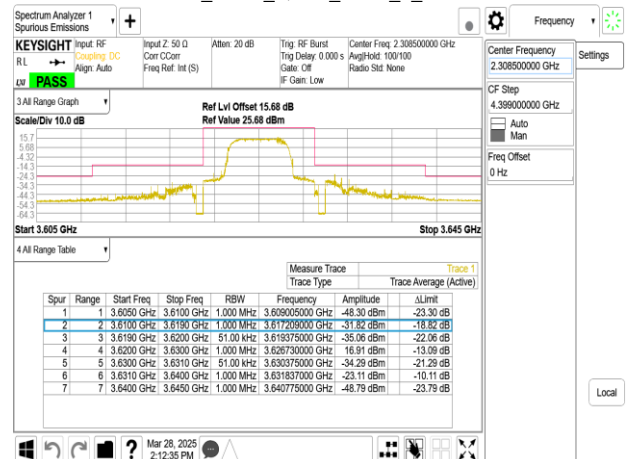 Spectrum Analyzer 1
Spurious Emissions
Frequency
KEYSIGHT
RL
PASS
Input: RF
Coupling: DC
Align: Auto
Input Z: 50 Ω
Corr CCorr
Freq Ref: Int (S)
Atten: 20 dB
Trig: RF Burst
Trig Delay: 0.000 s
Gate: Off
IF Gain: Low
Center Freq: 2.308500000 GHz
Avg|Hold: 100/100
Radio Std: None
Center Frequency
2.308500000 GHz
Settings
CF Step
4.399000000 GHz
Auto
Man
Freq Offset
0 Hz
3 All Range Graph
Scale/Div 10.0 dB
Ref Lvl Offset 15.68 dB
Ref Value 25.68 dBm
15.7
5.68
-4.32
-14.3
-24.3
-34.3
-44.3
-54.3
-64.3
Start 3.605 GHz
Stop 3.645 GHz
4 All Range Table
Measure Trace Trace 1
Trace Type Trace Average (Active)
Spur Range Start Freq Stop Freq RBW Frequency Amplitude ΔLimit
1 1 3.6050 GHz 3.6100 GHz 1.000 MHz 3.609005000 GHz -48.30 dBm -23.30 dB
2 2 3.6100 GHz 3.6190 GHz 1.000 MHz 3.617209000 GHz -31.82 dBm -18.82 dB
3 3 3.6190 GHz 3.6200 GHz 51.00 kHz 3.619375000 GHz -35.06 dBm -22.06 dB
4 4 3.6200 GHz 3.6300 GHz 1.000 MHz 3.626730000 GHz 16.91 dBm -13.09 dB
5 5 3.6300 GHz 3.6310 GHz 51.00 kHz 3.630375000 GHz -34.29 dBm -21.29 dB
6 6 3.6310 GHz 3.6400 GHz 1.000 MHz 3.631837000 GHz -23.11 dBm -10.11 dB
7 7 3.6400 GHz 3.6450 GHz 1.000 MHz 3.640775000 GHz -48.79 dBm -23.79 dB
Local
Mar 28, 2025
2:12:35 PM